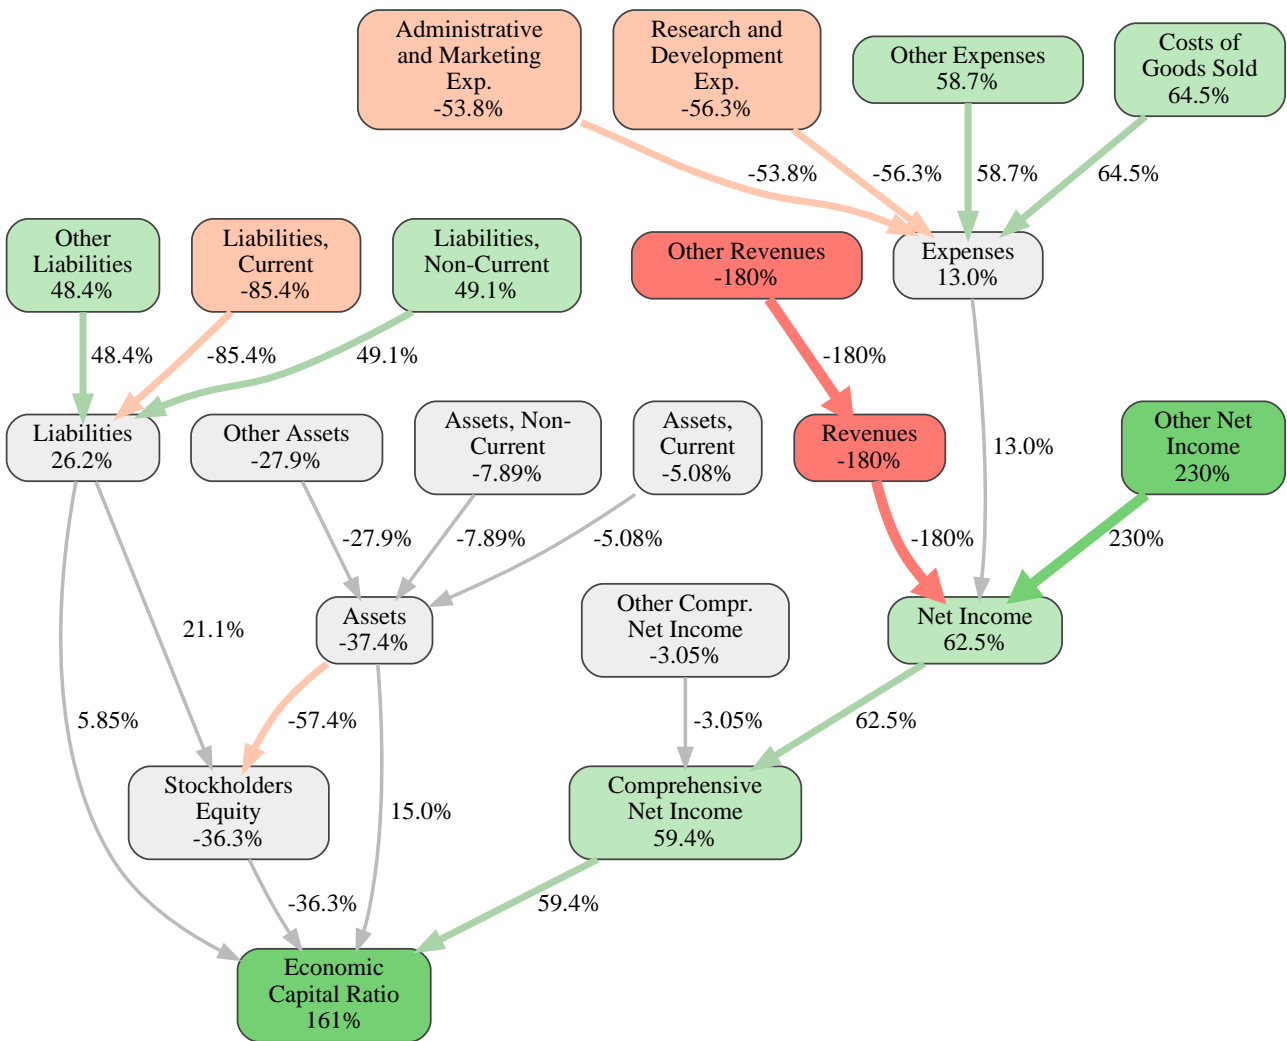 Administrative
and Marketing
Exp.
-53.8%
Research and
Development
Exp.
-56.3%
Other Expenses
58.7%
Costs of
Goods Sold
64.5%
-53.8%
-56.3%
58.7%
64.5%
Other
Liabilities
48.4%
Liabilities,
Current
-85.4%
Liabilities,
Non-Current
49.1%
Other Revenues
-180%
Expenses
13.0%
48.4%
-85.4%
49.1%
-180%
Liabilities
26.2%
Other Assets
-27.9%
Assets, Non-
Current
-7.89%
Assets,
Current
-5.08%
Revenues
-180%
13.0%
Other Net
Income
230%
-27.9%
-7.89%
-5.08%
-180%
230%
21.1%
Assets
-37.4%
Other Compr.
Net Income
-3.05%
Net Income
62.5%
5.85%
-57.4%
-3.05%
62.5%
Stockholders
Equity
-36.3%
15.0%
Comprehensive
Net Income
59.4%
-36.3%
59.4%
Economic
Capital Ratio
161%